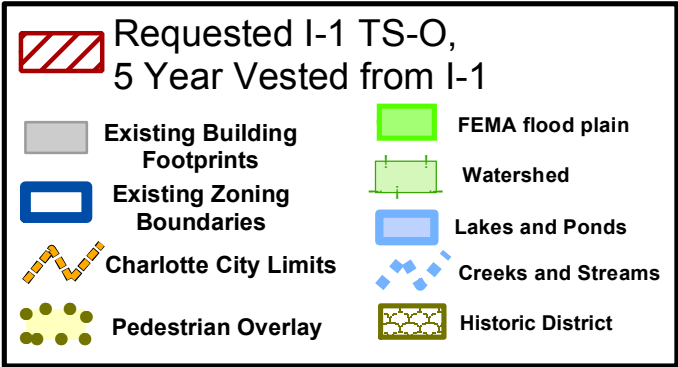 Requested I-1 TS-O,
5 Year Vested from I-1
Existing Building
Footprints
Existing Zoning
Boundaries
Charlotte City Limits
Pedestrian Overlay
FEMA flood plain
Watershed
Lakes and Ponds
Creeks and Streams
Historic District